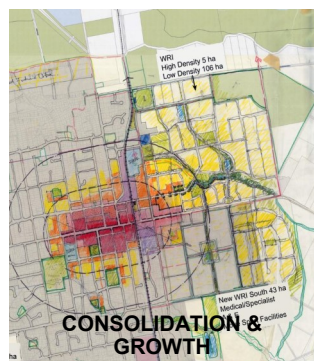 WRI
High Density 5 ha
Low Density 106 ha
New WRI South 43 ha
Medical/Specialist
Facilities
CONSOLIDATION &
GROWTH
ha